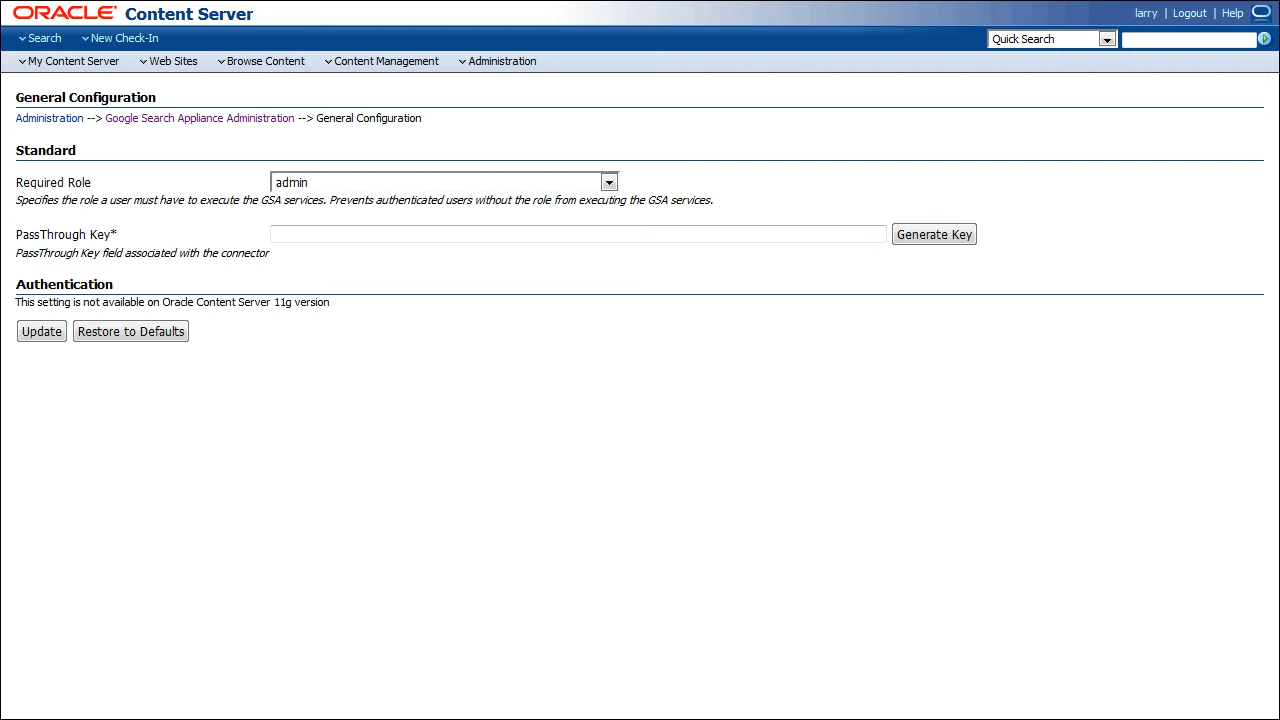 ORACLE Content Server
larry | Logout | Help
Search New Check-In
Quick Search
My Content Server Web Sites Browse Content Content Management Administration
General Configuration
Administration --> Google Search Appliance Administration --> General Configuration
Standard
Required Role admin
Specifies the role a user must have to execute the GSA services. Prevents authenticated users without the role from executing the GSA services.
PassThrough Key* Generate Key
PassThrough Key field associated with the connector
Authentication
This setting is not available on Oracle Content Server 11g version
Update Restore to Defaults